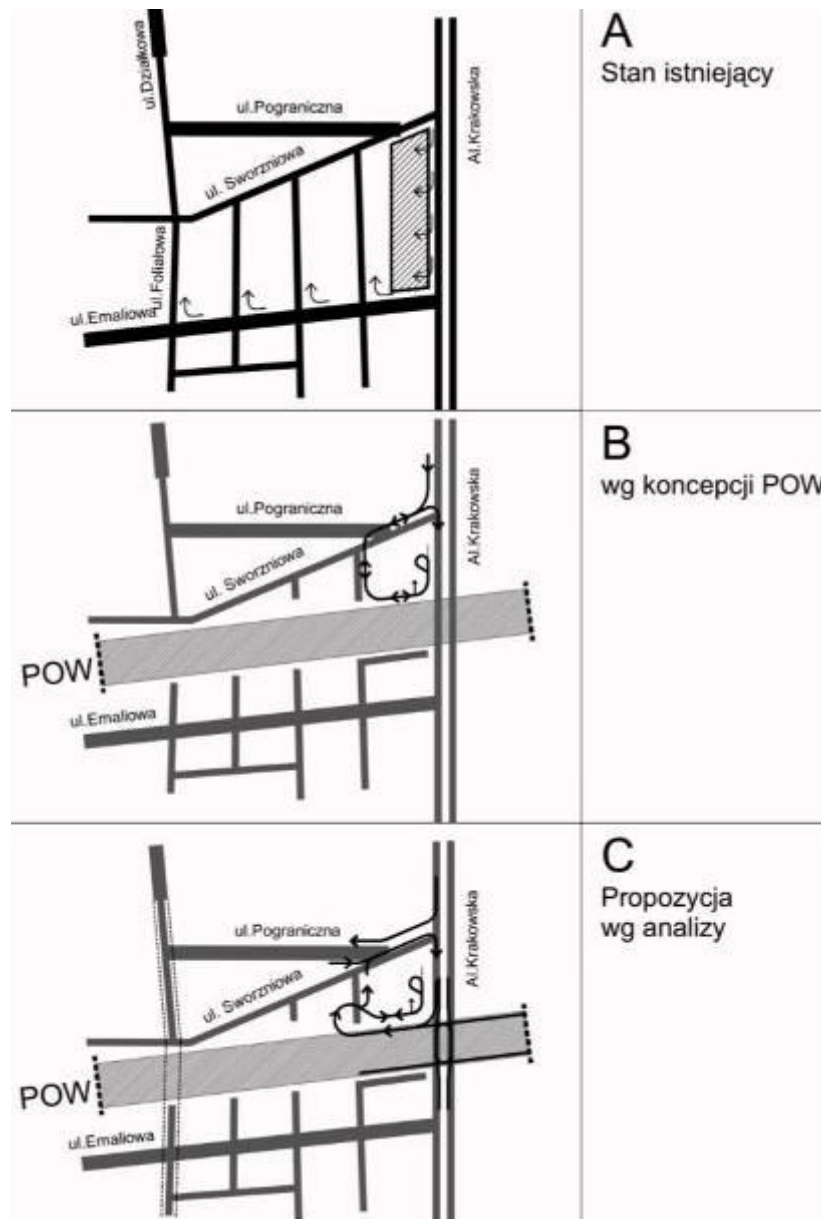 A
Stan istniejący
ul.Działkowa
ul.Pograniczna
ul. Sworzniowa
Al.Krakowska
ul.Foliałowa
ul.Emaliowa
B
wg koncepcji POW
ul.Pograniczna
ul. Sworzniowa
Al.Krakowska
POW
ul.Emaliowa
C
Propozycja
wg analizy
ul.Pograniczna
ul. Sworzniowa
Al.Krakowska
POW
ul.Emaliowa